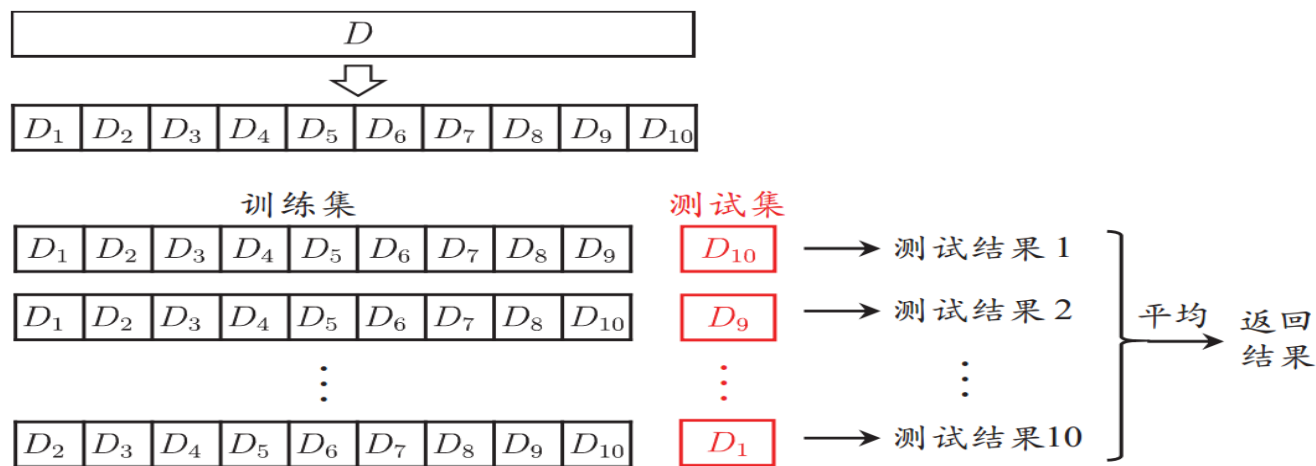 D
D₁ D₂ D₃ D₄ D₅ D₆ D₇ D₈ D₉ D₁₀
训练集 测试集
D₁ D₂ D₃ D₄ D₅ D₆ D₇ D₈ D₉ D₁₀ 测试结果 1
D₁ D₂ D₃ D₄ D₅ D₆ D₇ D₈ D₁₀ D₉ 测试结果 2
平均 返回
结果
⋮ ⋮ ⋮
D₂ D₃ D₄ D₅ D₆ D₇ D₈ D₉ D₁₀ D₁ 测试结果10